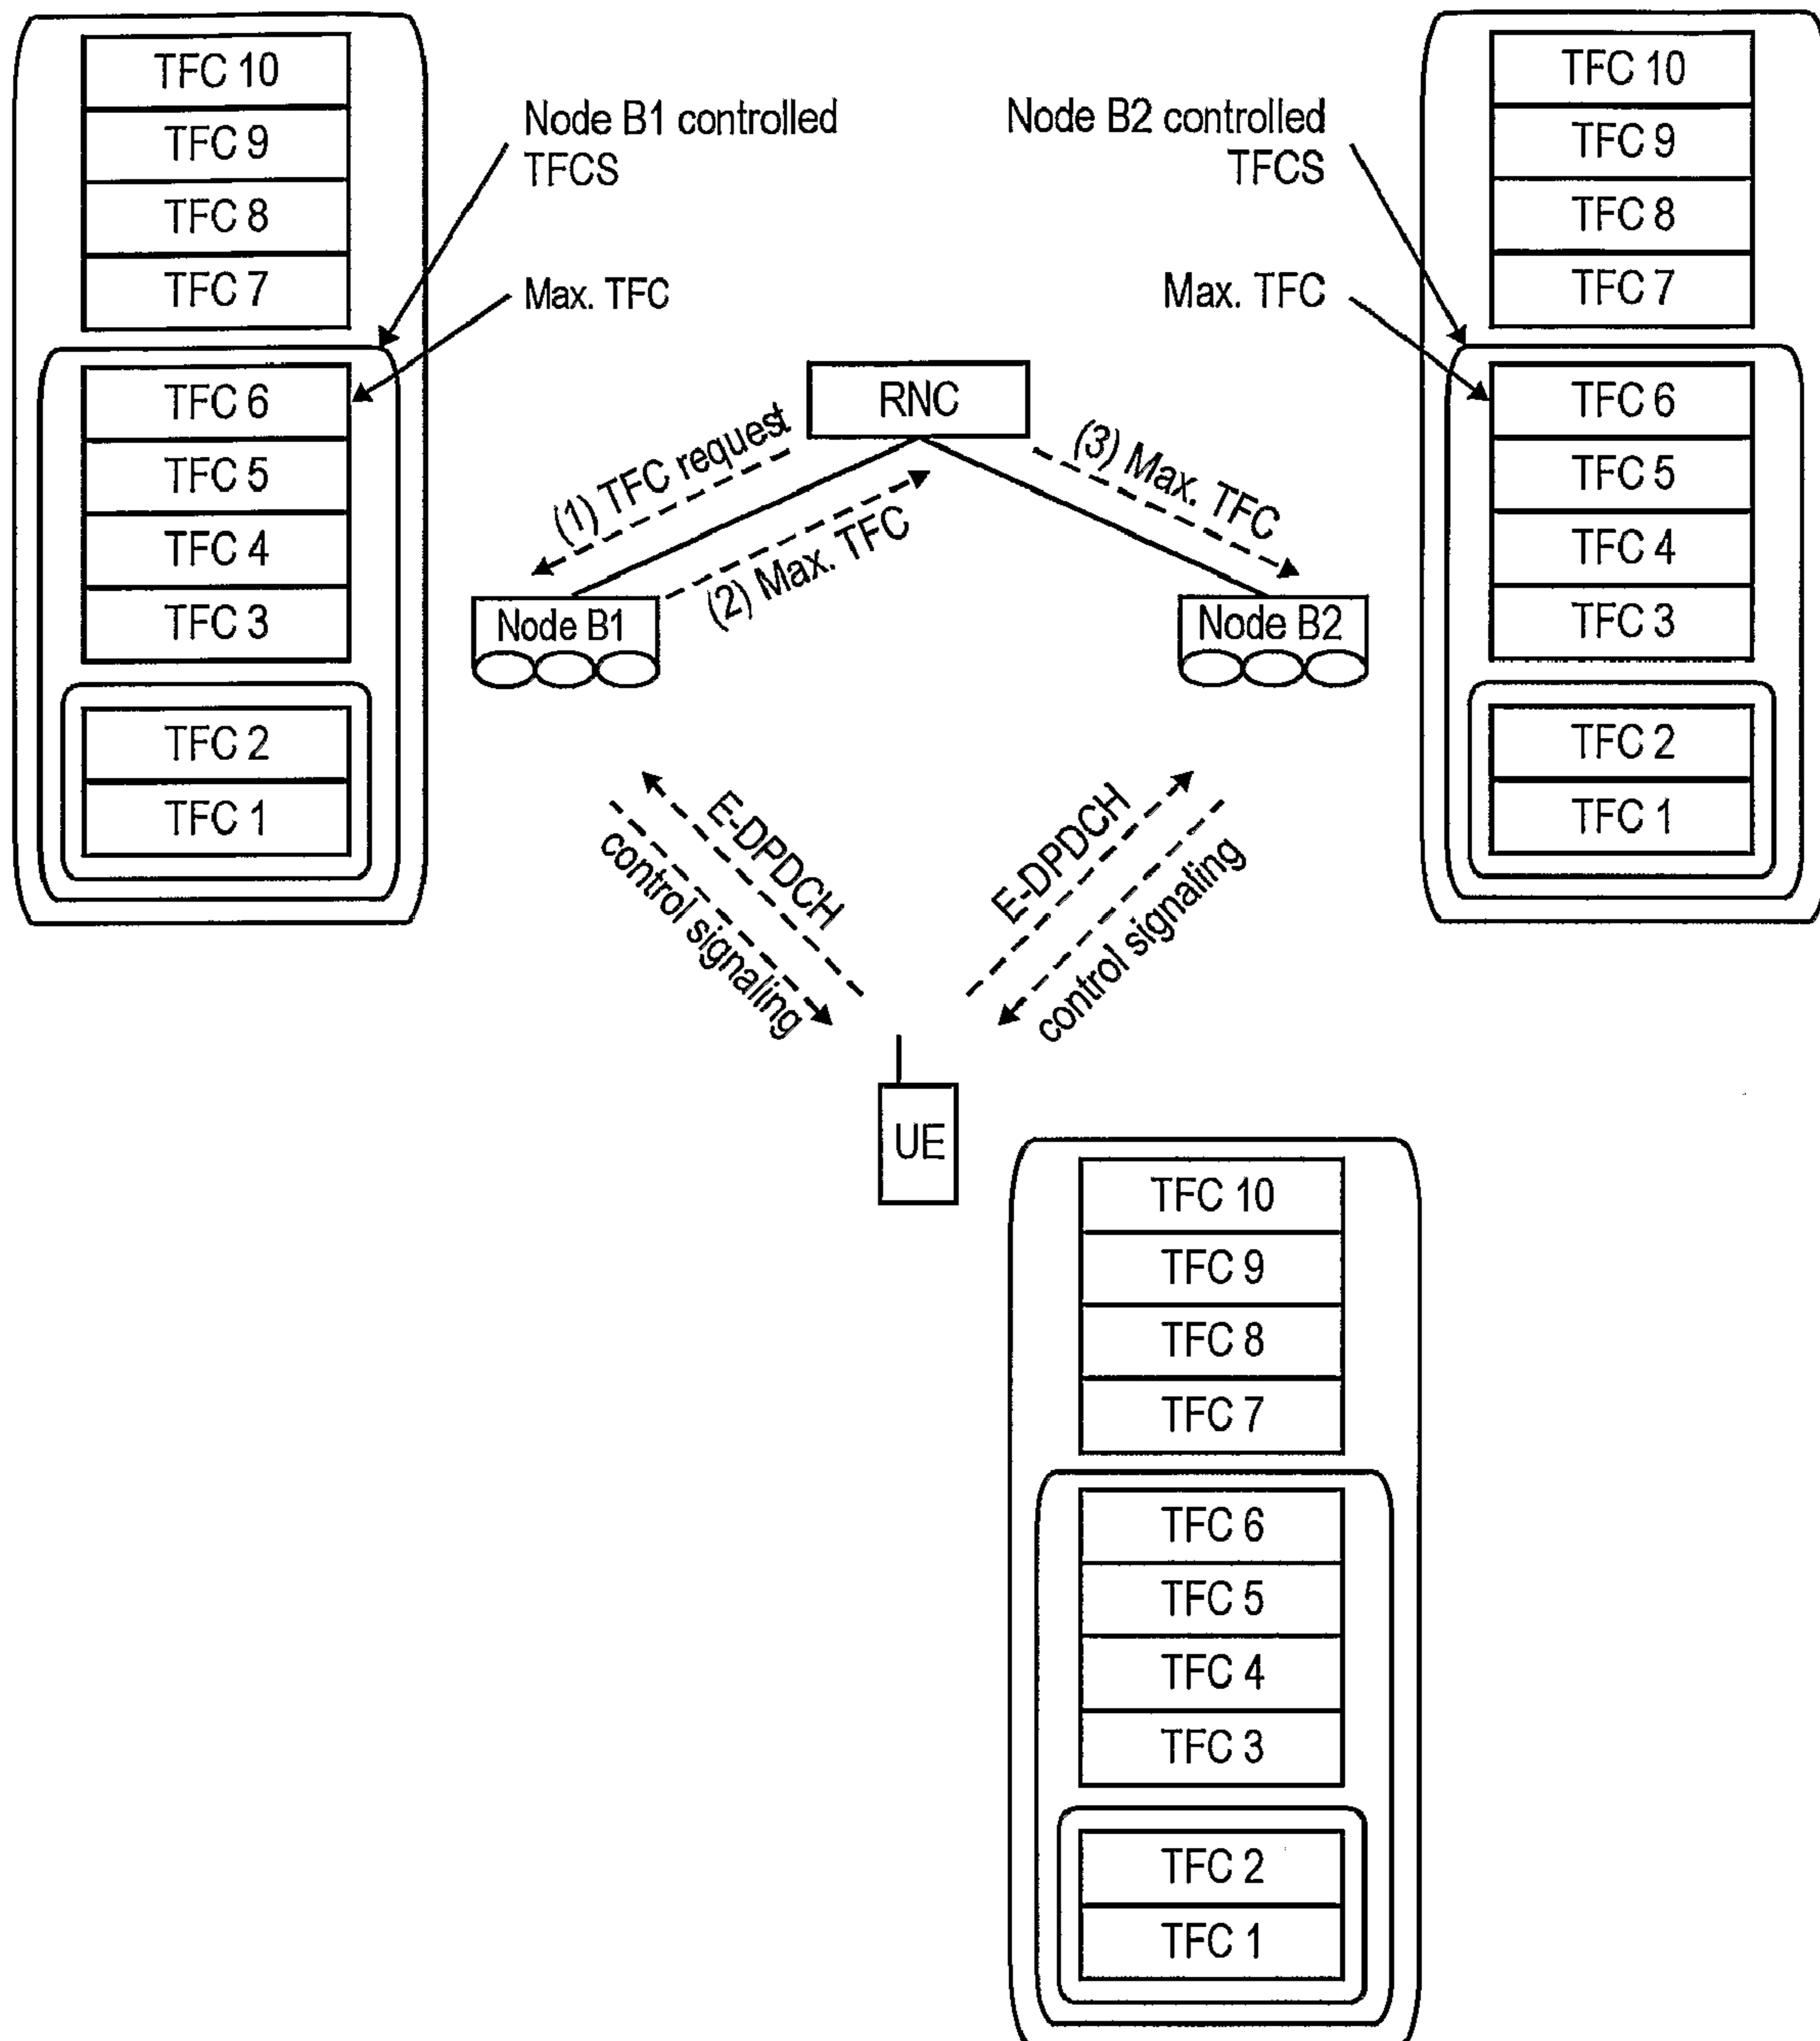 TFC 10
TFC 9
TFC 8
TFC 7
TFC 6
TFC 5
TFC 4
TFC 3
TFC 2
TFC 1
Node B1 controlled
TFCS
Max. TFC
Node B2 controlled
TFCS
Max. TFC
TFC 10
TFC 9
TFC 8
TFC 7
TFC 6
TFC 5
TFC 4
TFC 3
TFC 2
TFC 1
RNC
(1) TFC request
(2) Max. TFC
(3) Max. TFC
Node B1
Node B2
E-DPDCH
control signaling
E-DPDCH
control signaling
UE
TFC 10
TFC 9
TFC 8
TFC 7
TFC 6
TFC 5
TFC 4
TFC 3
TFC 2
TFC 1